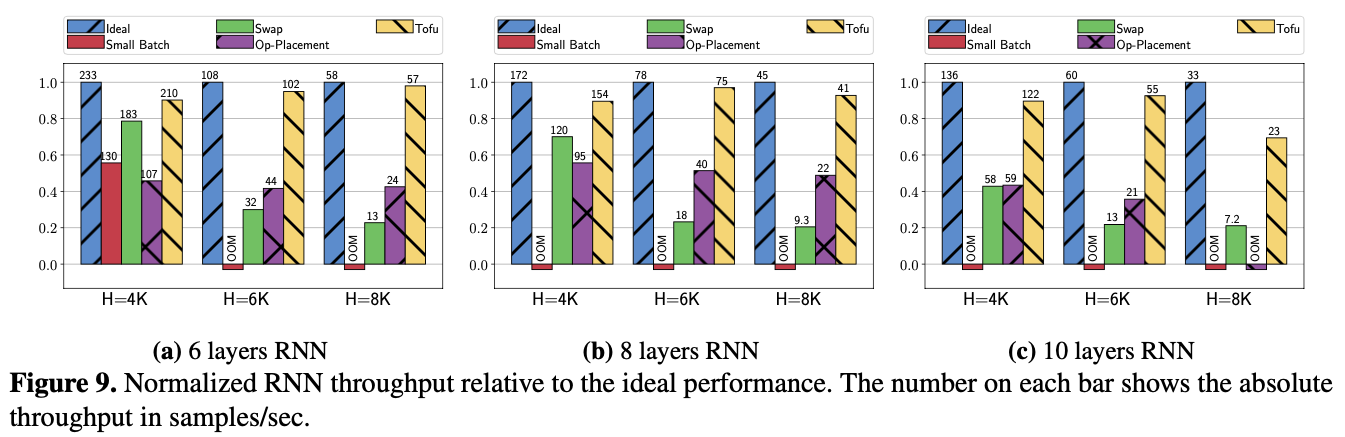 Ideal Swap Tofu
Small Batch Op-Placement
Ideal Swap Tofu
Small Batch Op-Placement
Ideal Swap Tofu
Small Batch Op-Placement
1.0
0.8
0.6
0.4
0.2
0.0
233
130
183
107
210
108
OOM
32
44
102
58
OOM
13
24
57
H=4K H=6K H=8K
1.0
0.8
0.6
0.4
0.2
0.0
172
OOM
120
95
154
78
OOM
18
40
75
45
OOM
9.3
22
41
H=4K H=6K H=8K
1.0
0.8
0.6
0.4
0.2
0.0
136
OOM
58
59
122
60
OOM
13
21
55
33
OOM
7.2
OOM
23
H=4K H=6K H=8K
(a) 6 layers RNN
(b) 8 layers RNN
(c) 10 layers RNN
Figure 9. Normalized RNN throughput relative to the ideal performance. The number on each bar shows the absolute
throughput in samples/sec.